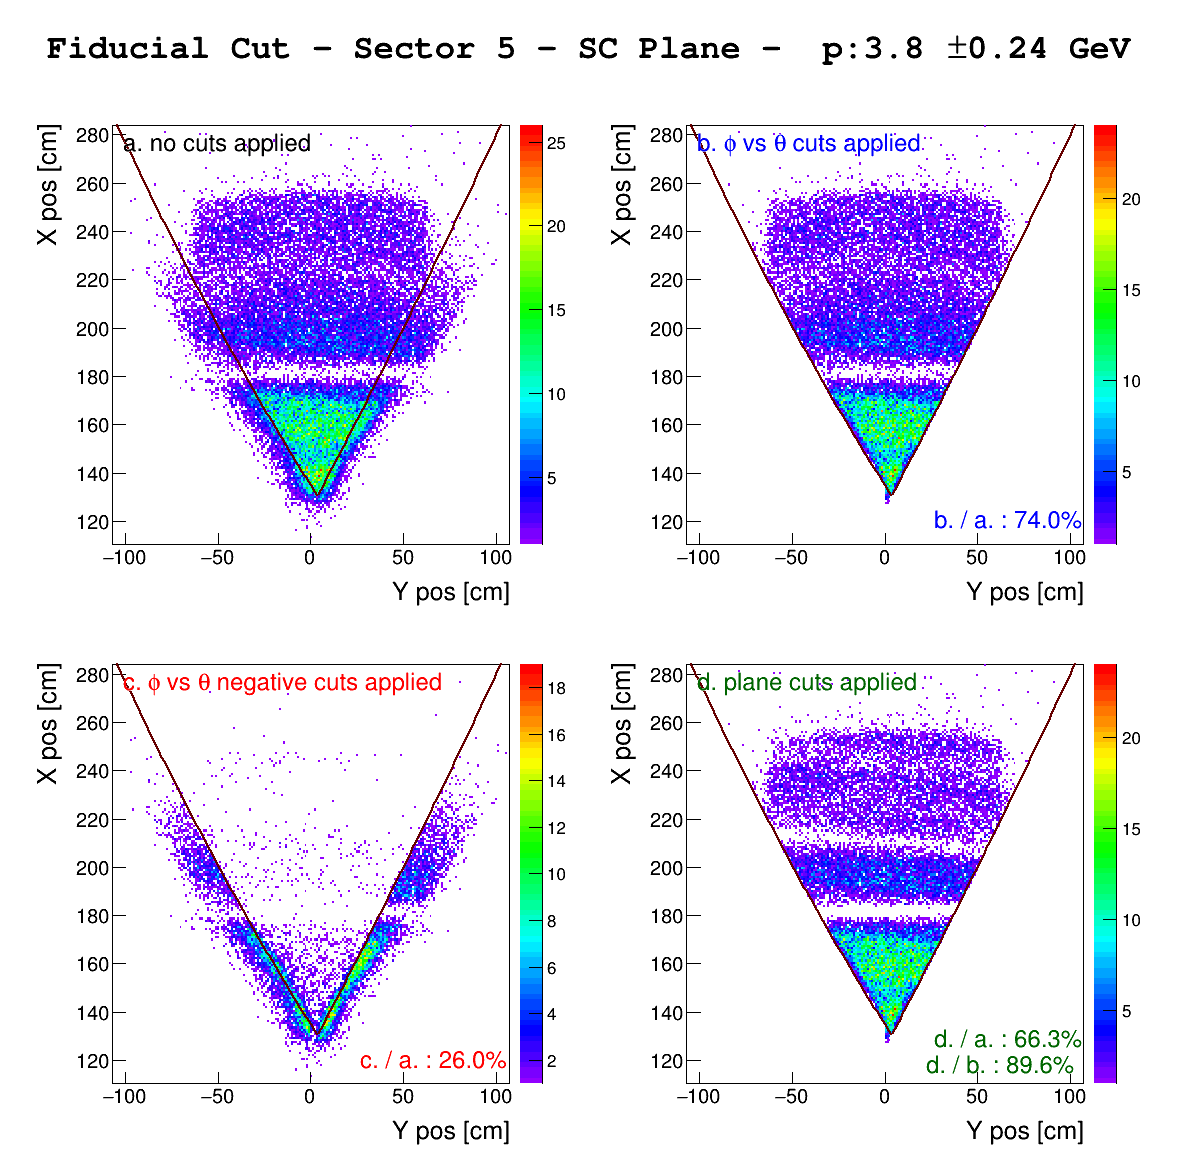 Fiducial Cut – Sector 5 – SC Plane – p:3.8 ±0.24 GeV
a. no cuts applied
X pos [cm]
280
260
240
220
200
180
160
140
120
−100 −50 0 50 100
Y pos [cm]
25
20
15
10
5
b. ϕ vs θ cuts applied
X pos [cm]
280
260
240
220
200
180
160
140
120
b. / a. : 74.0%
−100 −50 0 50 100
Y pos [cm]
20
15
10
5
c. ϕ vs θ negative cuts applied
X pos [cm]
280
260
240
220
200
180
160
140
120
c. / a. : 26.0%
−100 −50 0 50 100
Y pos [cm]
18
16
14
12
10
8
6
4
2
d. plane cuts applied
X pos [cm]
280
260
240
220
200
180
160
140
120
d. / a. : 66.3%
d. / b. : 89.6%
−100 −50 0 50 100
Y pos [cm]
20
15
10
5